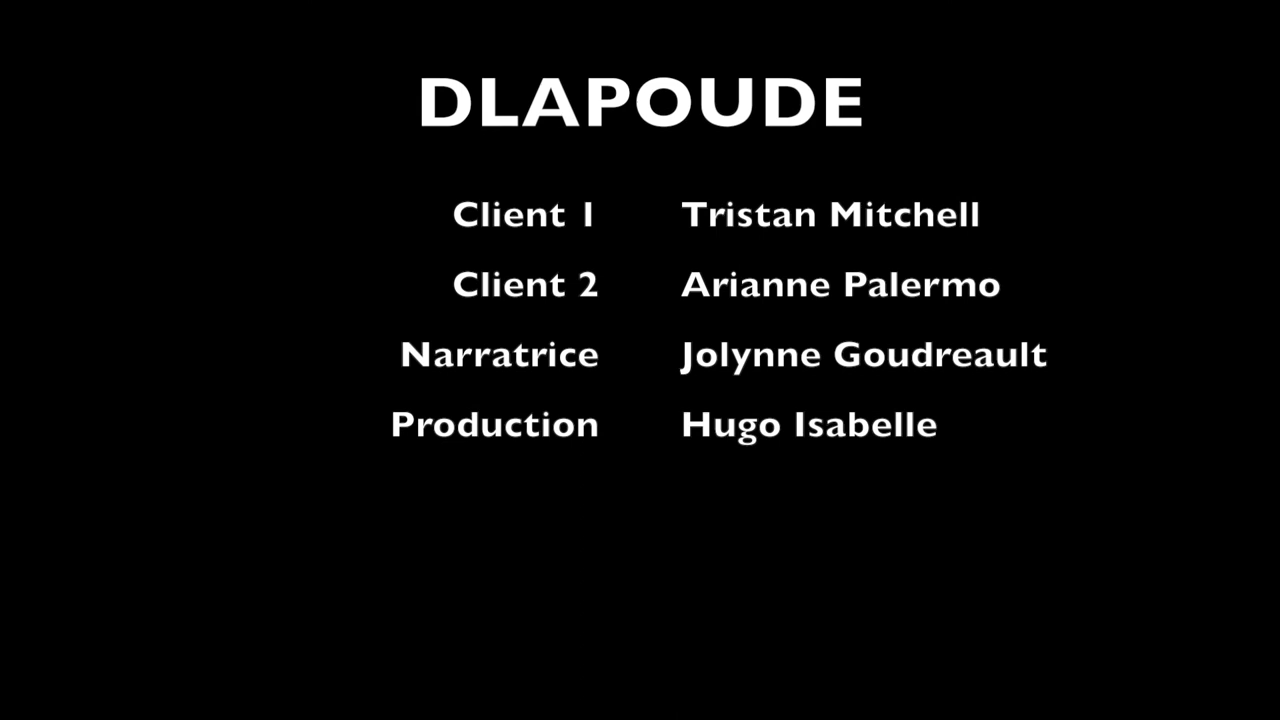 DLAPOUDE
Client 1 Tristan Mitchell
Client 2 Arianne Palermo
Narratrice Jolynne Goudreault
Production Hugo Isabelle